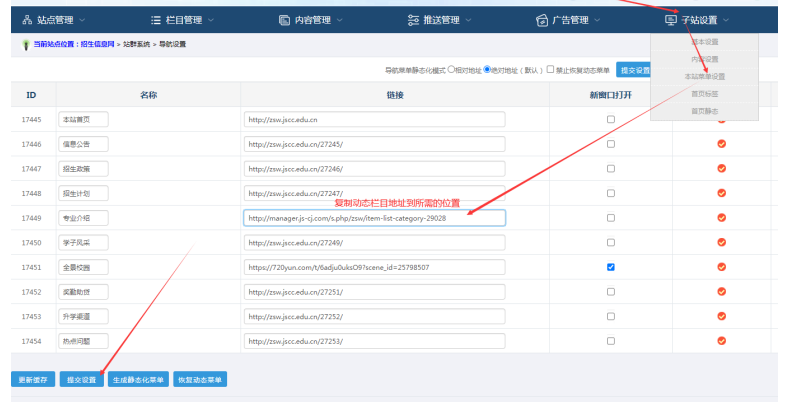 站点管理 栏目管理 内容管理 推送管理 广告管理 子站设置
当前站点位置：招生信息网 > 站群系统 > 导航设置
基本设置
内容设置
本站菜单设置
首页标签
首页静态
导航菜单静态化模式 相对地址 绝对地址（默认） 禁止恢复动态菜单 提交设置
ID 名称 链接 新窗口打开
17445 本站首页 http://zsw.jscc.edu.cn
17446 信息公告 http://zsw.jscc.edu.cn/27245/
17447 招生政策 http://zsw.jscc.edu.cn/27246/
17448 招生计划 http://zsw.jscc.edu.cn/27247/
复制动态栏目地址到所需的位置
17449 专业介绍 http://manager.js-cj.com/s.php/zsw/item-list-category-29028
17450 学子风采 http://zsw.jscc.edu.cn/27249/
17451 全景校园 https://720yun.com/t/6adju0uksO9?scene_id=25798507
17452 奖勤助贷 http://zsw.jscc.edu.cn/27251/
17453 升学渠道 http://zsw.jscc.edu.cn/27252/
17454 热点问题 http://zsw.jscc.edu.cn/27253/
更新缓存 提交设置 生成静态化菜单 恢复动态菜单